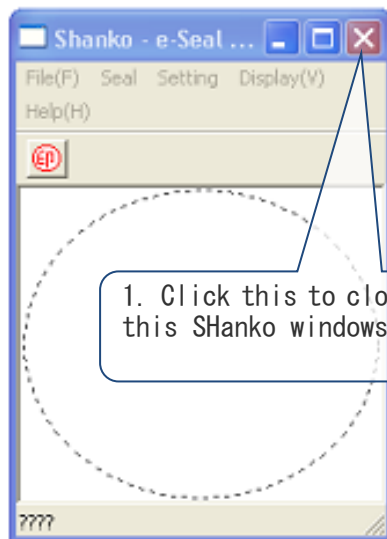 Shanko - e-Seal ...
File(F) Seal Setting Display(V)
Help(H)
1. Click this to clo
this SHanko windows
????